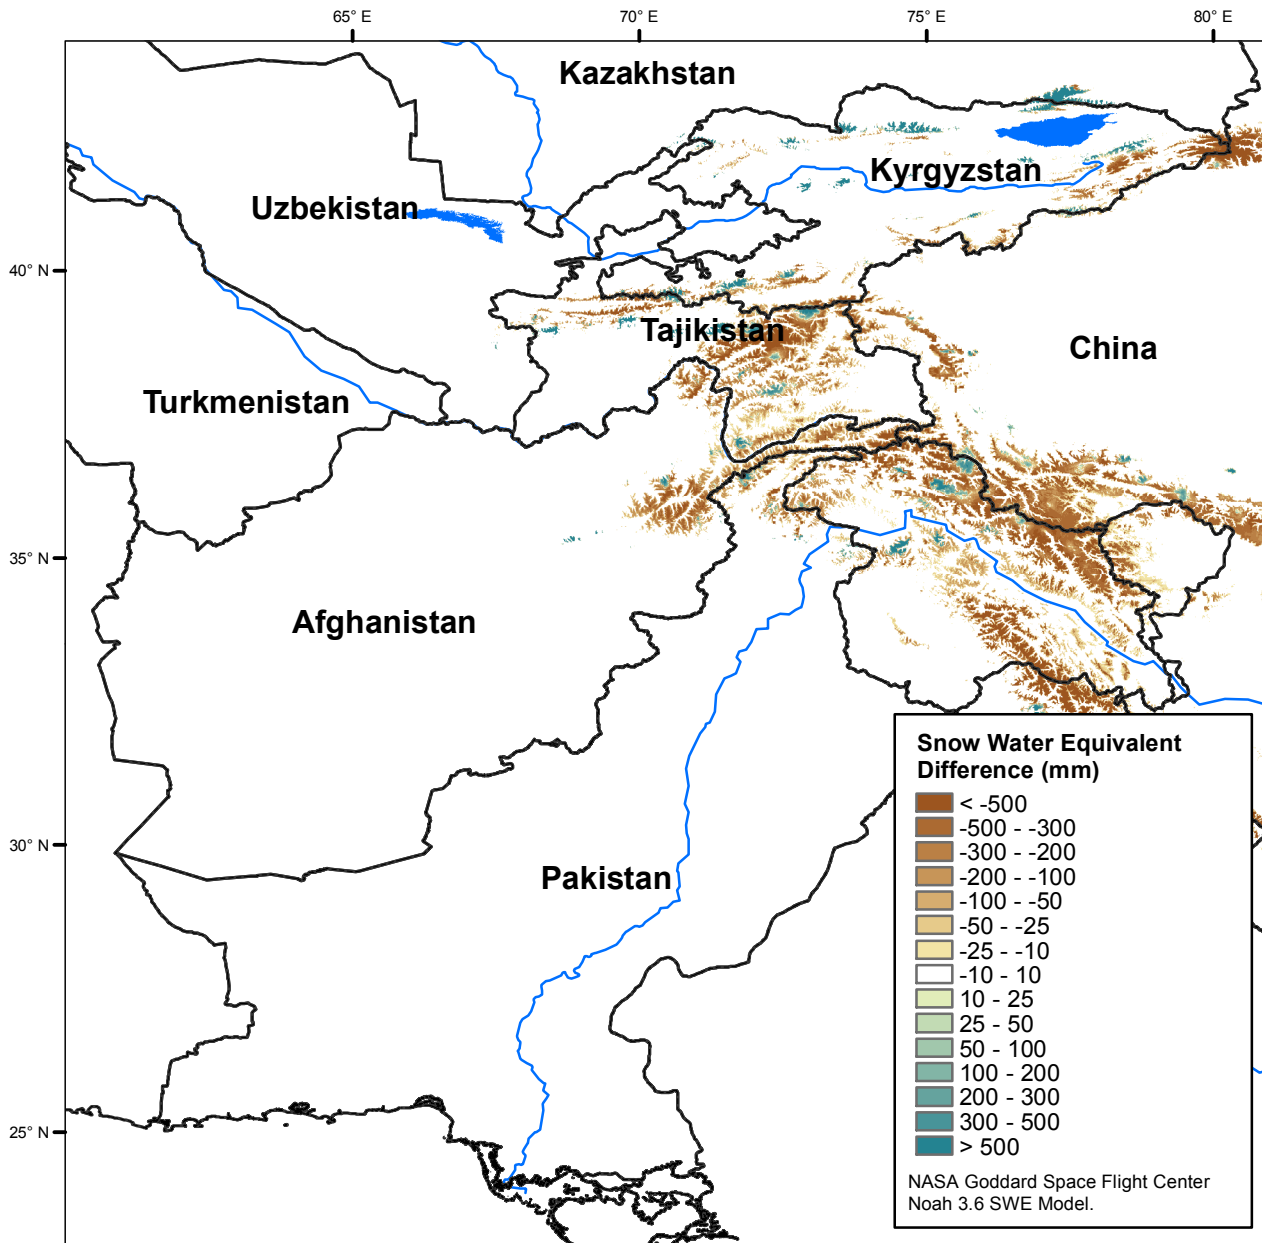 65° E
70° E
75° E
80° E
Kazakhstan
Kyrgyzstan
Uzbekistan
40° N
Tajikistan
China
Turkmenistan
35° N
Afghanistan
30° N
Pakistan
25° N
Snow Water Equivalent
Difference (mm)
< -500
-500 - -300
-300 - -200
-200 - -100
-100 - -50
-50 - -25
-25 - -10
-10 - 10
10 - 25
25 - 50
50 - 100
100 - 200
200 - 300
300 - 500
> 500
NASA Goddard Space Flight Center
Noah 3.6 SWE Model.